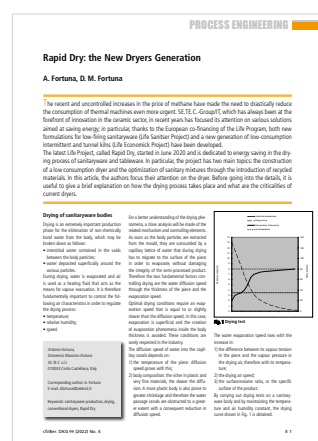 PROCESS ENGINEERING
Rapid Dry: the new Dryers Generation
A. Fortuna, D. M. Fortuna
The recent and uncontrolled increases in the price of methane have made the need to drastically reduce
the consumption of thermal machines even more urgent. SE.TE.C.-Group/IT, which has always been at the
forefront of innovation in the ceramic sector, in recent years has focused its attention on various solutions
aimed at saving energy; in particular, thanks to the European co-financing of the Life Program, both new
formulations for low-firing sanitaryware (Life Sanitser Project) and a new generation of low-consumption
intermittent and tunnel kilns (Life Economick Project) have been developed.
The latest Life Project, called Rapid Dry, started in June 2020 and is dedicated to energy saving in the dry-
ing process of sanitaryware and tableware. In particular, the project has two main topics: the construction
of a low consumption dryer and the optimization of sanitary mixtures through the introduction of recycled
materials. In this article, the authors focus their attention on the dryer. Before going into the details, it is
useful to give a brief explanation on how the drying process takes place and what are the criticalities of
current dryers.
Drying of sanitaryware bodies
Drying is an extremely important production
phase for the elimination of non-chemically
bond water from the body, which may be
broken down as follows:
• interstitial water contained in the voids
between the body particles;
• water deposited superficially around the
various particles.
During drying, water is evaporated and air
is used as a heating fluid that acts as the
means for vapour evacuation. It is therefore
fundamentally important to control the fol-
lowing air characteristics in order to regulate
the drying process:
• temperature;
• relative humidity;
• speed.
Antonio Fortuna,
Domenico Massimo Fortuna
SE.TE.C s.r.l.
01033 Civita Castellana, Italy
Corresponding author: A. Fortuna
Keywords: sanitaryware production, drying,
conventional dryers, Rapid Dry
For a better understanding of the drying phe-
nomena, a close analysis will be made of the
related mechanism and controlling elements.
As soon as the body particles are extracted
from the mould, they are surrounded by a
capillary lattice of water that during drying
has to migrate to the surface of the piece
in order to evaporate, without damaging
the integrity of the semi-processed product.
Therefore the two fundamental factors con-
trolling drying are the water diffusion speed
through the thickness of the piece and the
evaporation speed.
Optimal drying conditions require an evap-
oration speed that is equal to or slightly
slower than the diffusion speed. In this case,
evaporation is superficial and the creation
of evaporation phenomena inside the body
thickness is avoided. These conditions are
rarely respected in the industry.
The diffusion speed of water into the capil-
lary canals depends on:
1) the temperature of the piece: diffusion
speed grows with this;
2) body composition: the richer in plastic and
very fine materials, the slower the diffu-
sion. A more plastic body is also prone to
greater shrinkage and therefore the water
passage canals are obstructed to a great-
er extent with a consequent reduction in
diffusion speed.
Fig. 1 Drying test
The water evaporation speed rises with the
increase in:
1) the difference between its vapour tension
in the piece and the vapour pressure in
the drying air, therefore with its tempera-
ture;
2) the drying air speed;
3) the surface/volume ratio, or the specific
surface of the product.
By carrying out drying tests on a sanitary-
ware body and by maintaining the tempera-
ture and air humidity constant, the drying
curve shown in Fig. 1 is obtained.
cfi/Ber. DKG 99 (2022) No. 4
E 1